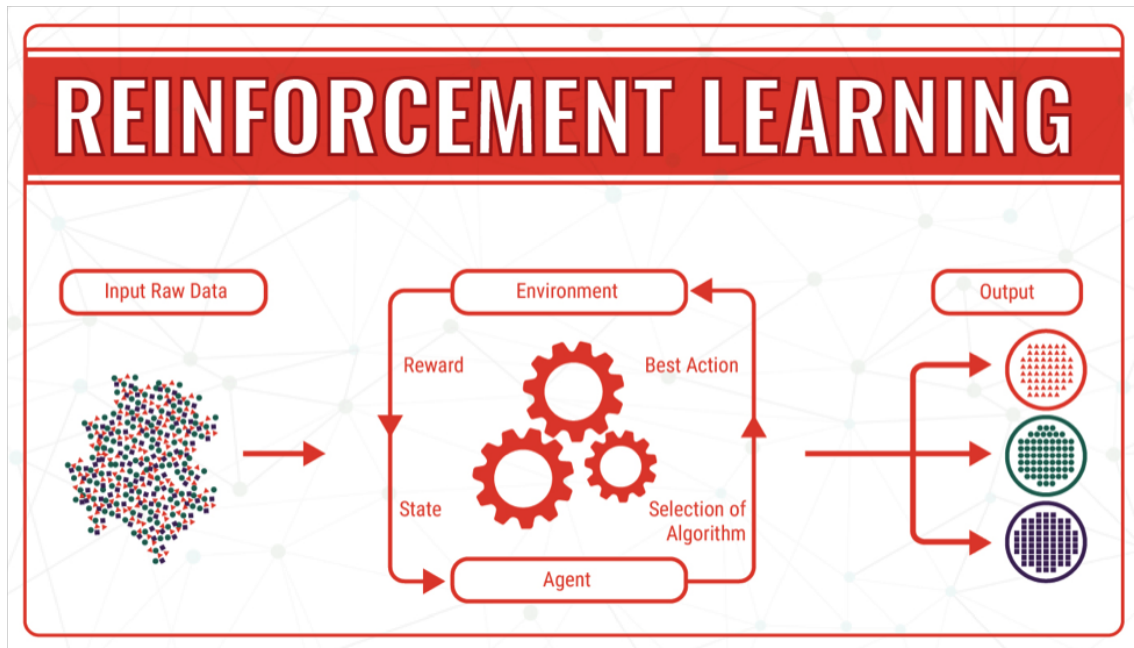 REINFORCEMENT LEARNING
Input Raw Data
Environment
Output
Reward
Best Action
State
Selection of
Algorithm
Agent